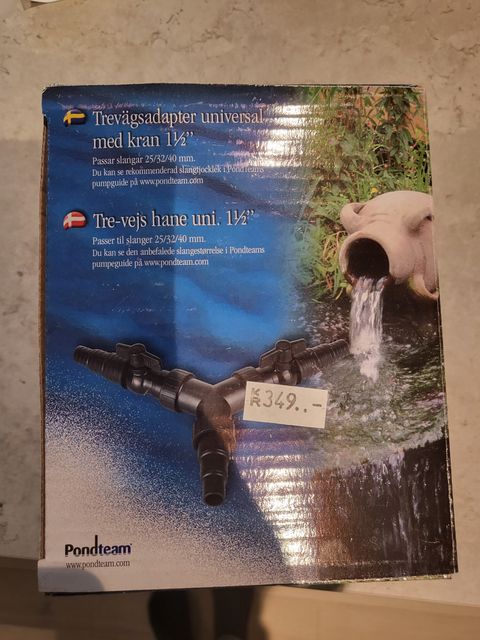 Trevägsadapter universal
med kran 1½”
Passar slangar 25/32/40 mm.
Du kan se rekommenderad slangtjocklek i PondTeams
pumpguide på www.pondteam.com
Tre-vejs hane uni. 1½”
Passer til slanger 25/32/40 mm.
Du kan se den anbefalede slangestørrelse i Pondteams
pumpeguide på www.pondteam.com
KR 349..-
Pondteam
www.pondteam.com